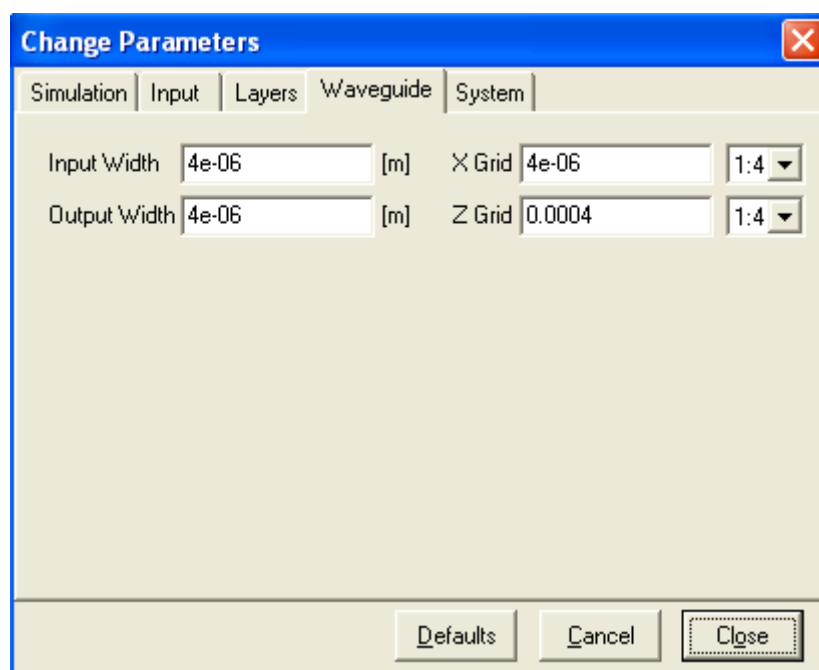 Change Parameters
Simulation Input Layers Waveguide System
Input Width 4e-06 [m] X Grid 4e-06 1:4
Output Width 4e-06 [m] Z Grid 0.0004 1:4
Defaults Cancel Close